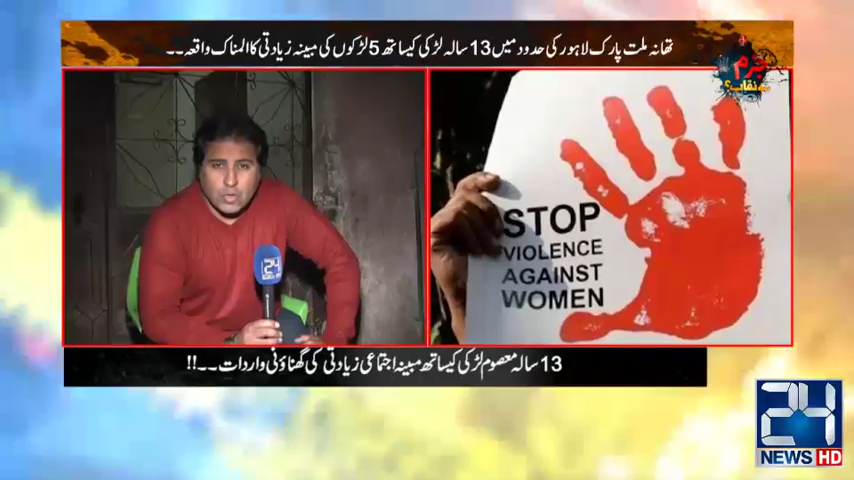 تھانہ ملت پارک لاہور کی حدود میں 13 سالہ لڑکی کیساتھ 5 لڑکوں کی مبینہ زیادتی کا المناک واقعہ۔۔
جرم
بے نقاب؟
24
STOP
VIOLENCE
AGAINST
WOMEN
13 سالہ معصوم لڑکی کیساتھ مبینہ اجتماعی زیادتی کی گھناؤنی واردات۔۔!!
24
NEWS HD